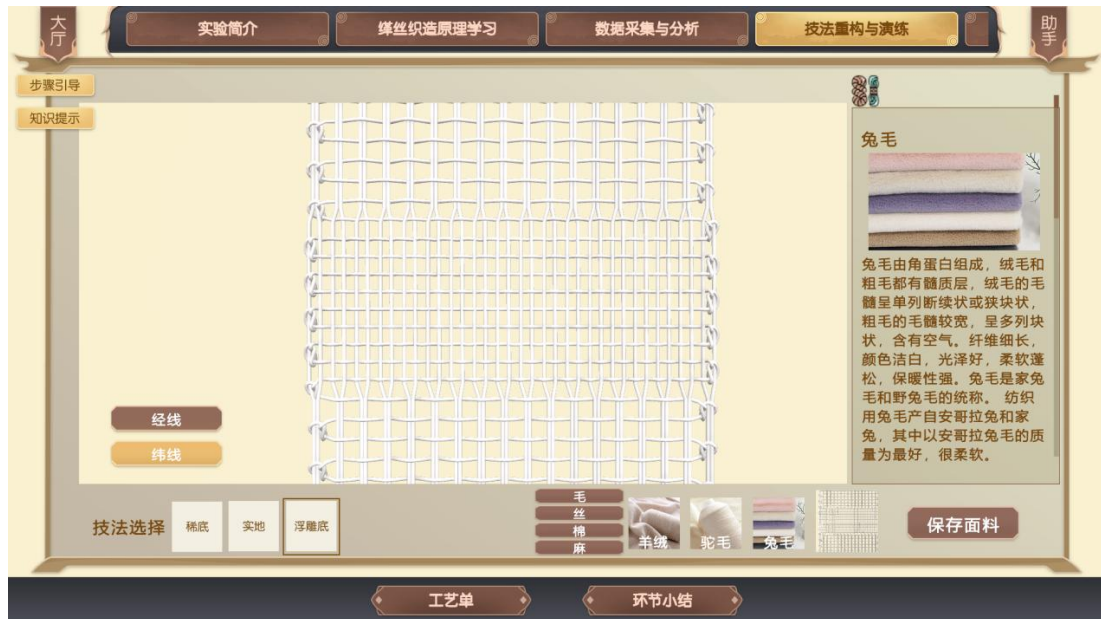 大厅
实验简介
缂丝织造原理学习
数据采集与分析
技法重构与演练
助手
步骤引导
知识提示
兔毛
兔毛由角蛋白组成，绒毛和
粗毛都有髓质层，绒毛的毛
髓呈单列断续状或狭块状，
粗毛的毛髓较宽，呈多列块
状，含有空气。纤维细长，
颜色洁白，光泽好，柔软蓬
松，保暖性强。兔毛是家兔
毛和野兔毛的统称。 纺织
用兔毛产自安哥拉兔和家
兔，其中以安哥拉兔毛的质
量为最好，很柔软。
经线
纬线
技法选择
稀底
实地
浮雕底
毛
丝
棉
麻
羊绒
驼毛
兔毛
保存面料
工艺单
环节小结